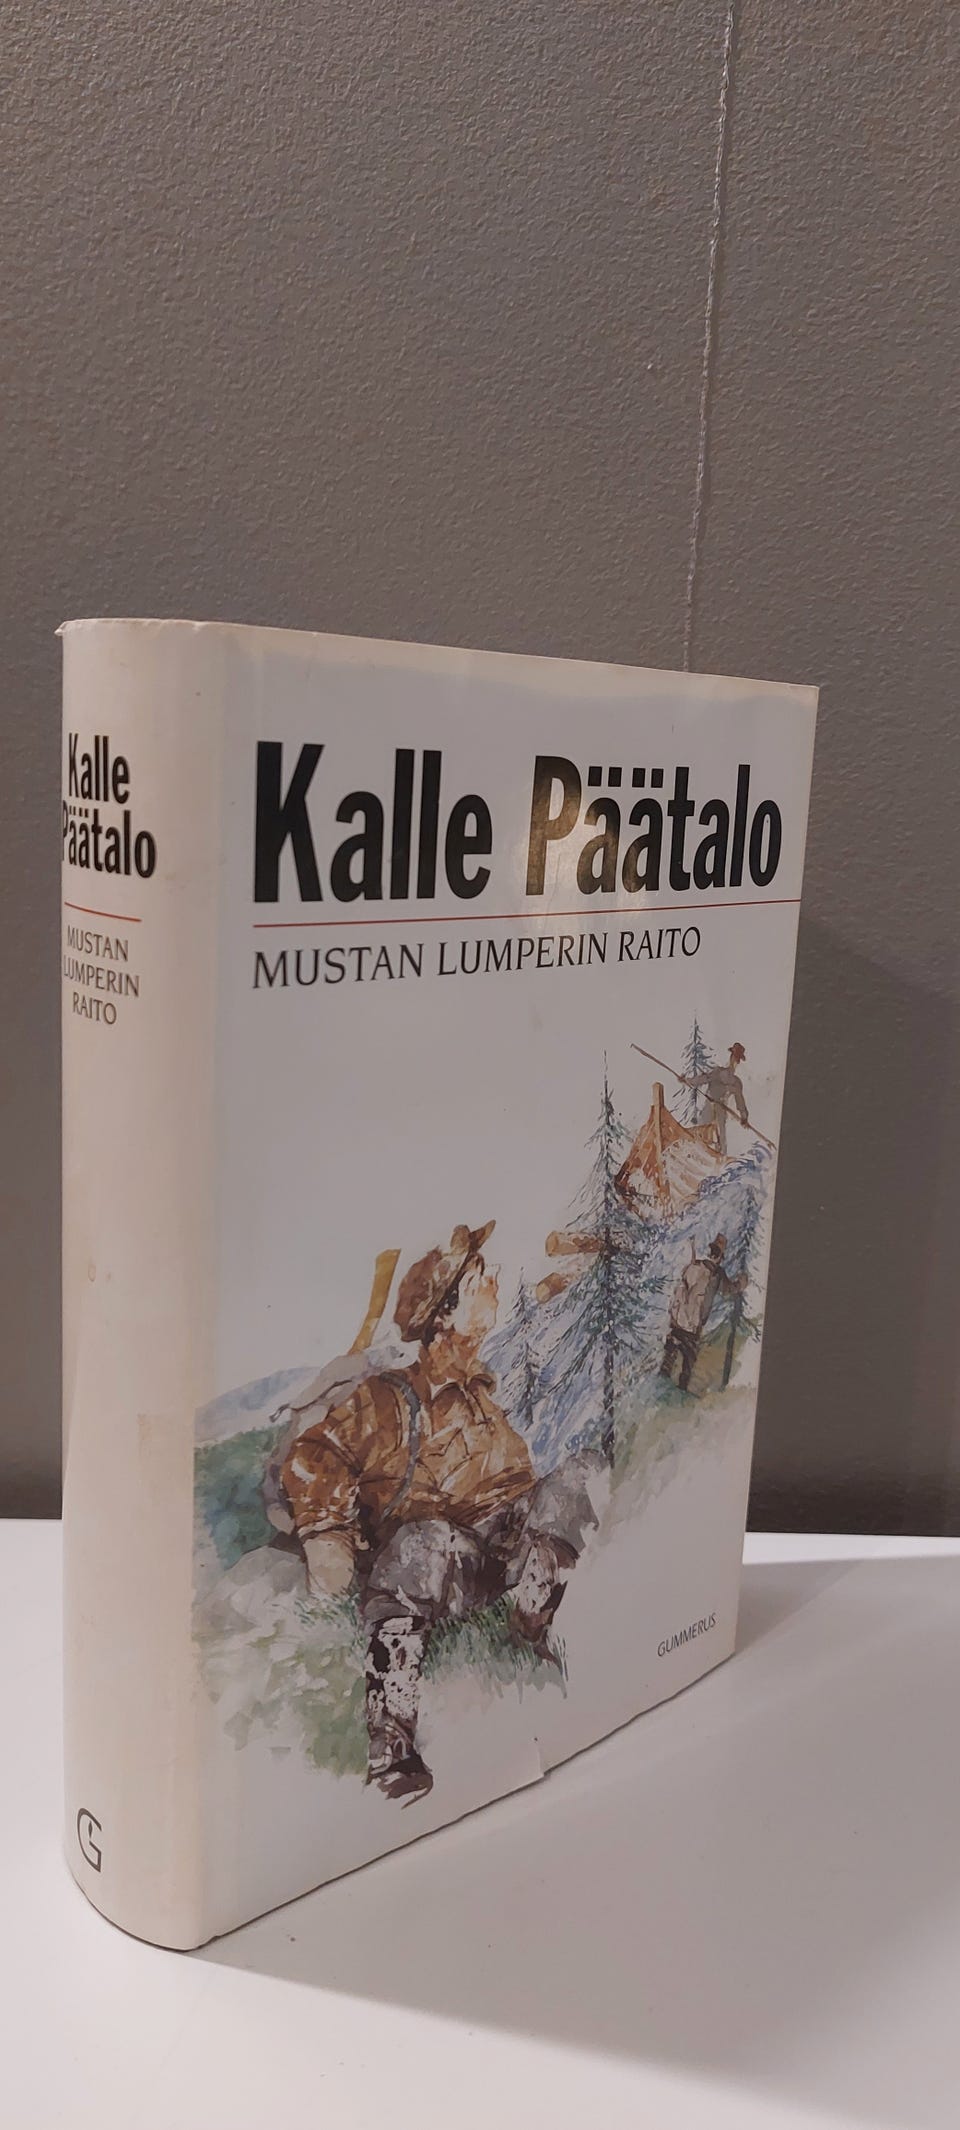 Kalle
Päätalo
MUSTAN
LUMPERIN
RAITO
G
Kalle Päätalo
MUSTAN LUMPERIN RAITO
GUMMERUS